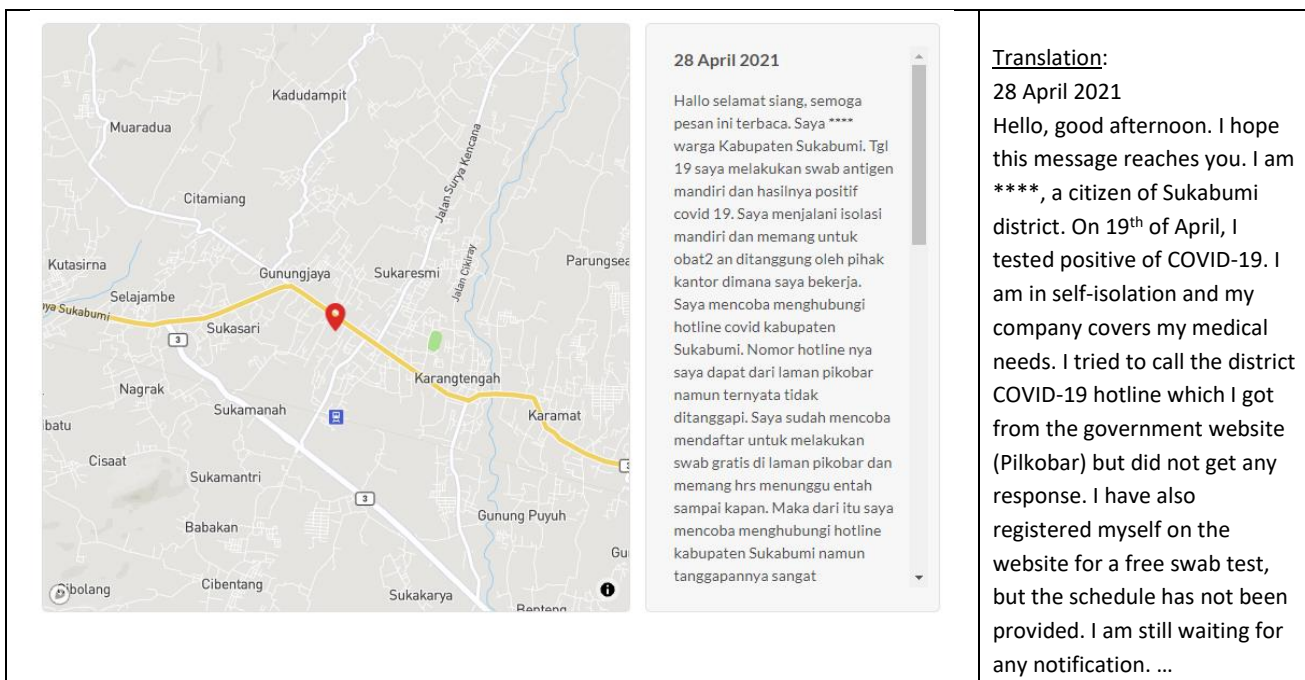 Kadudampit
Muaradua
Jalan Surya Kencana
Citamiang
Kutasirna
Gunungjaya
Sukaresmi
Jalan Cikiray
Parungsea
Selajambe
ya Sukabumi
Sukasari
3
Nagrak
Karangtengah
Sukamanah
Karamat
ibatu
Cisaat
3
Sukamantri
3
Gunung Puyuh
Babakan
Gu
Cibentang
ibolang
Sukakarya
Benteng
28 April 2021
Hallo selamat siang, semoga
pesan ini terbaca. Saya ****
warga Kabupaten Sukabumi. Tgl
19 saya melakukan swab antigen
mandiri dan hasilnya positif
covid 19. Saya menjalani isolasi
mandiri dan memang untuk
obat2 an ditanggung oleh pihak
kantor dimana saya bekerja.
Saya mencoba menghubungi
hotline covid kabupaten
Sukabumi. Nomor hotline nya
saya dapat dari laman pikobar
namun ternyata tidak
ditanggapi. Saya sudah mencoba
mendaftar untuk melakukan
swab gratis di laman pikobar dan
memang hrs menunggu entah
sampai kapan. Maka dari itu saya
mencoba menghubungi hotline
kabupaten Sukabumi namun
tanggapannya sangat
Translation:
28 April 2021
Hello, good afternoon. I hope
this message reaches you. I am
****, a citizen of Sukabumi
district. On 19th of April, I
tested positive of COVID-19. I
am in self-isolation and my
company covers my medical
needs. I tried to call the district
COVID-19 hotline which I got
from the government website
(Pilkobar) but did not get any
response. I have also
registered myself on the
website for a free swab test,
but the schedule has not been
provided. I am still waiting for
any notification. ...